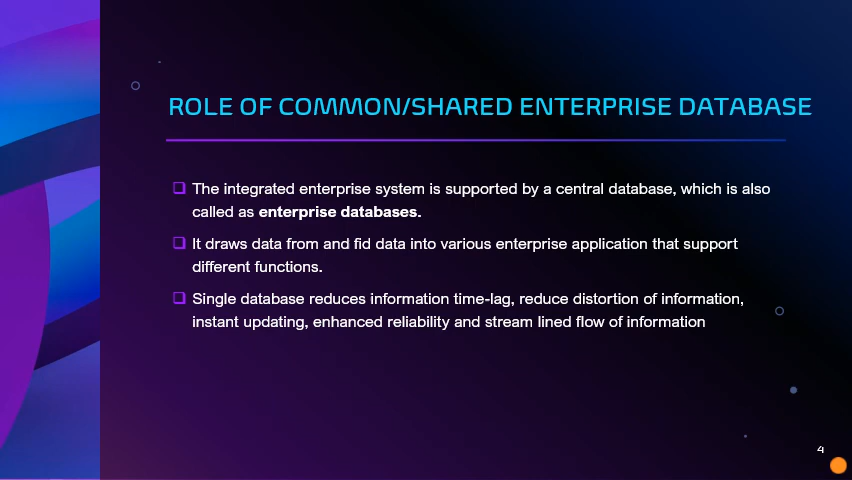 ROLE OF COMMON/SHARED ENTERPRISE DATABASE
❑ The integrated enterprise system is supported by a central database, which is also
called as enterprise databases.
❑ It draws data from and fid data into various enterprise application that support
different functions.
❑ Single database reduces information time-lag, reduce distortion of information,
instant updating, enhanced reliability and stream lined flow of information
4